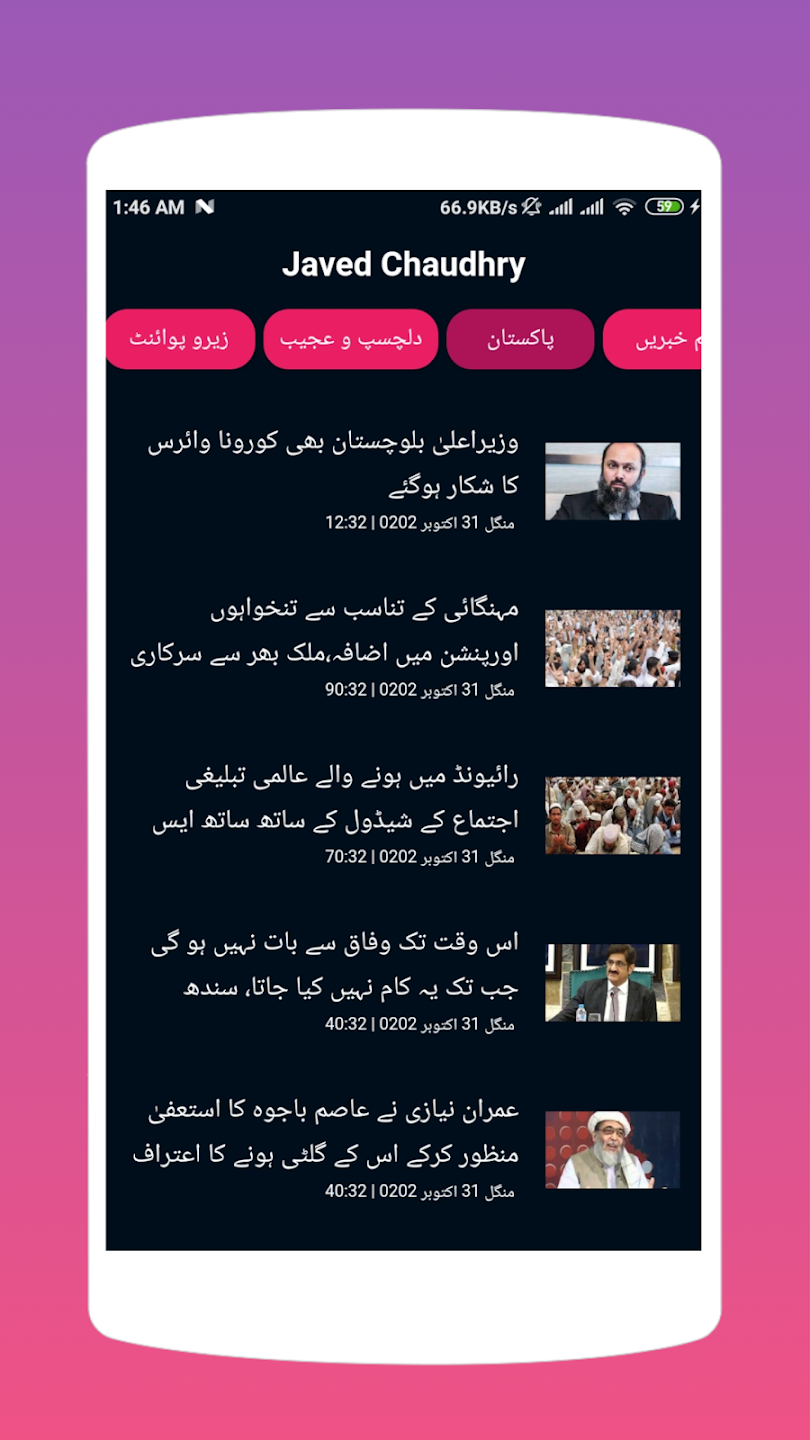 1:46 AM
66.9KB/s
59
Javed Chaudhry
م خبریں
پاکستان
دلچسپ و عجیب
زیرو پوائنٹ
وزیراعلیٰ بلوچستان بھی کورونا وائرس
کا شکار ہوگئے
منگل 31 اکتوبر 0202 | 12:32
مہنگائی کے تناسب سے تنخواہوں
اورپنشن میں اضافہ،ملک بھر سے سرکاری
منگل 31 اکتوبر 0202 | 90:32
رائیونڈ میں ہونے والے عالمی تبلیغی
اجتماع کے شیڈول کے ساتھ ساتھ ایس
منگل 31 اکتوبر 0202 | 70:32
اس وقت تک وفاق سے بات نہیں ہو گی
جب تک یہ کام نہیں کیا جاتا، سندھ
منگل 31 اکتوبر 0202 | 40:32
عمران نیازی نے عاصم باجوہ کا استعفیٰ
منظور کرکے اس کے گلٹی ہونے کا اعتراف
منگل 31 اکتوبر 0202 | 40:32